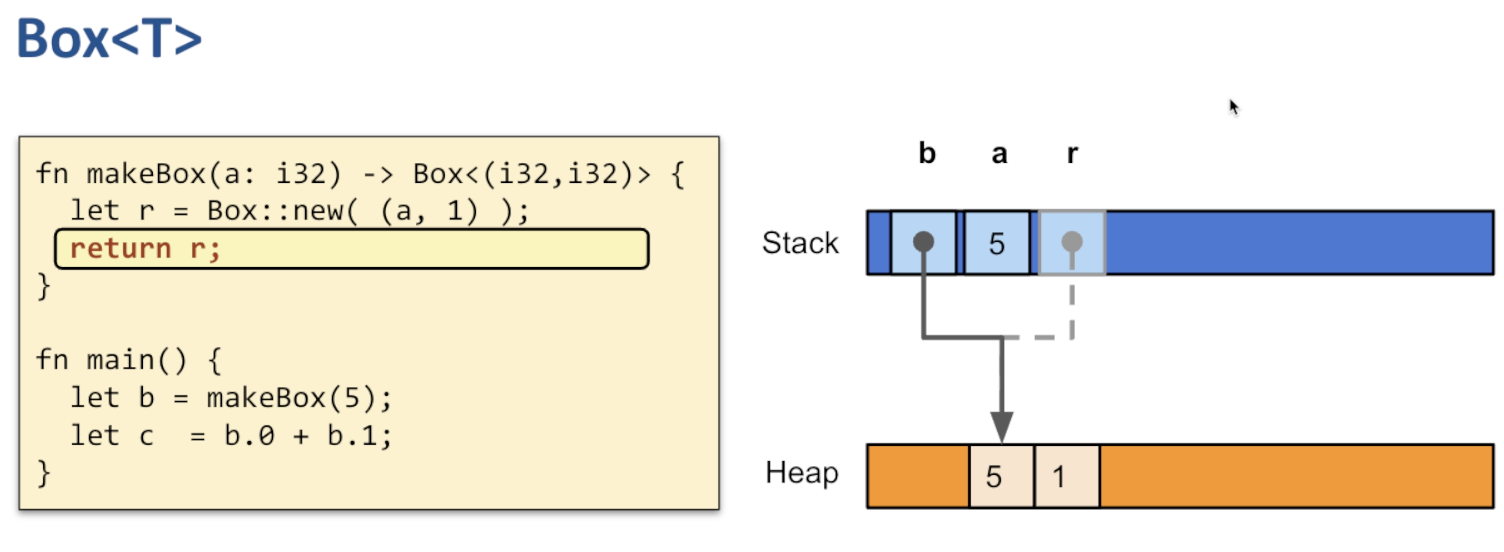 Box<T>
fn makeBox(a: i32) -> Box<(i32,i32)> {
  let r = Box::new( (a, 1) );
  return r;
}
fn main() {
  let b = makeBox(5);
  let c  = b.0 + b.1;
}
b a r
Stack 5
Heap 5 1